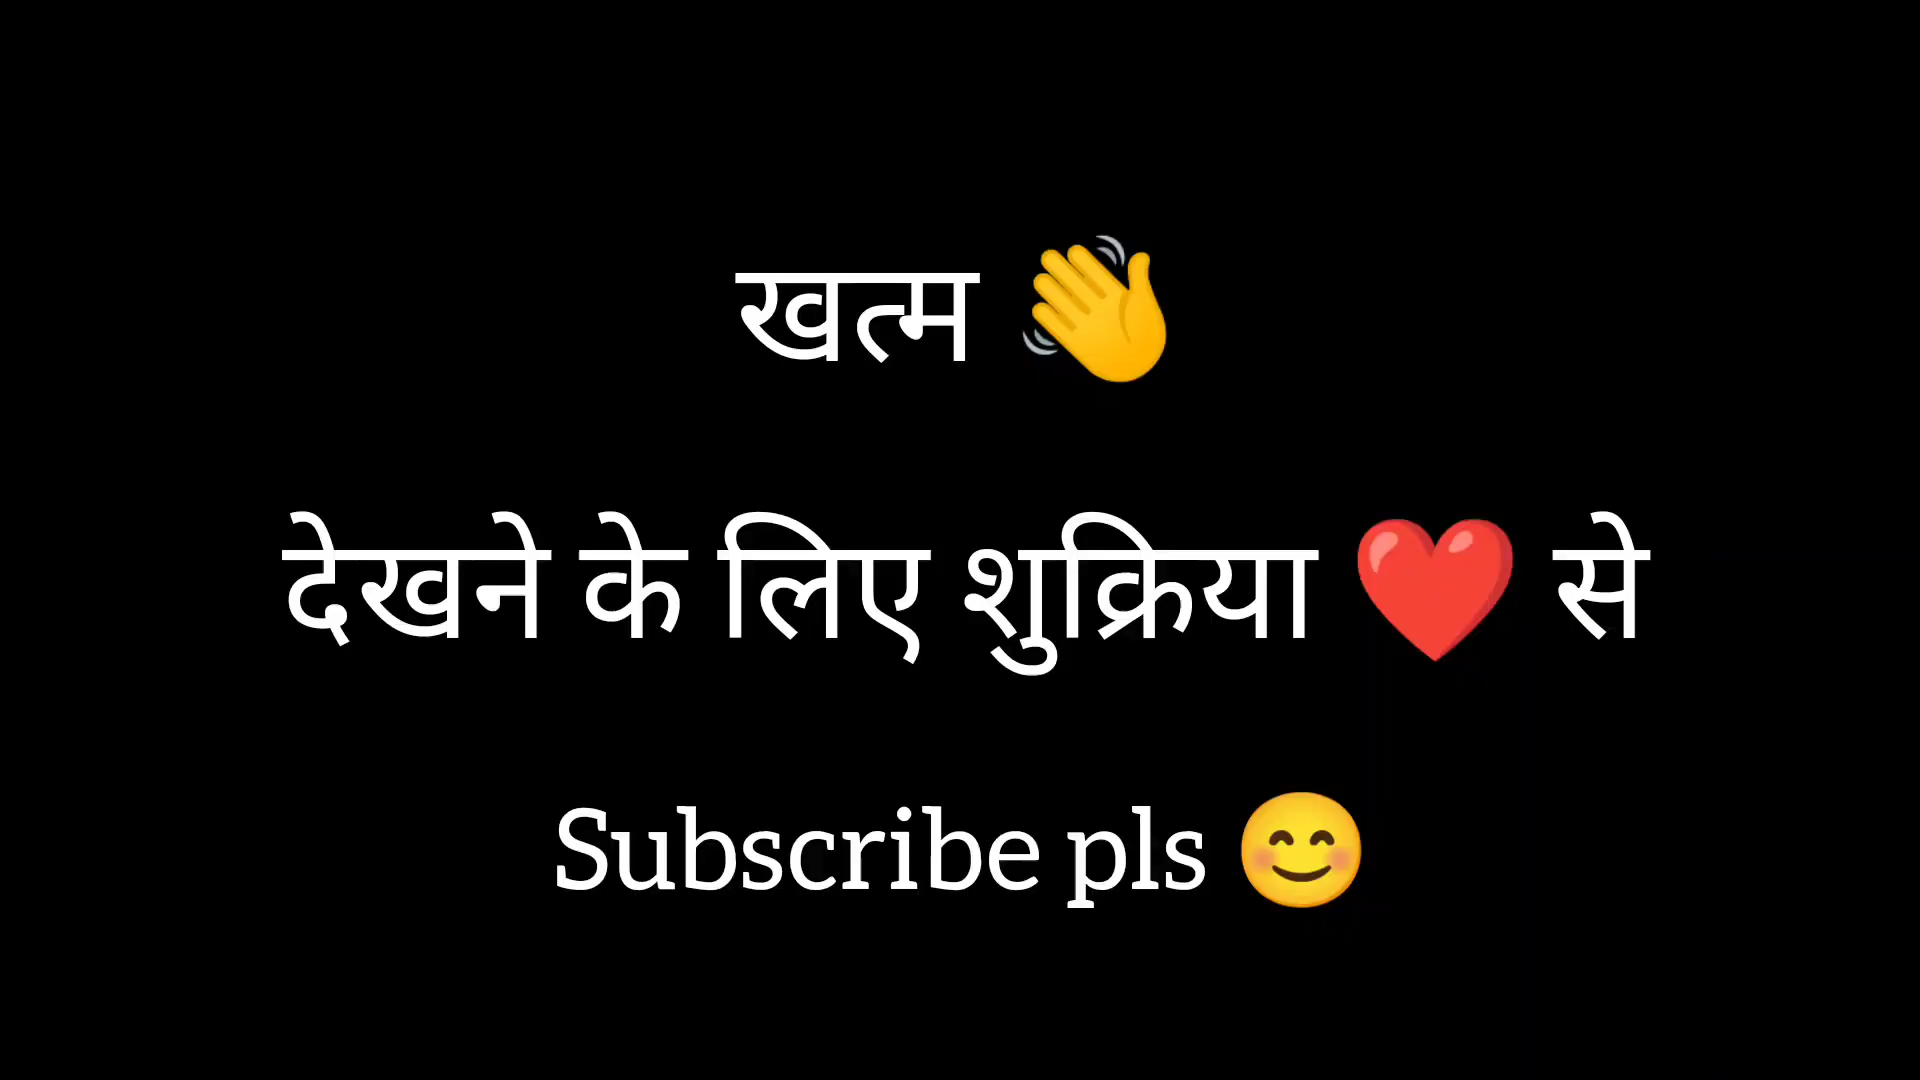 खत्म 👋
देखने के लिए शुक्रिया ❤️ से
Subscribe pls 😊